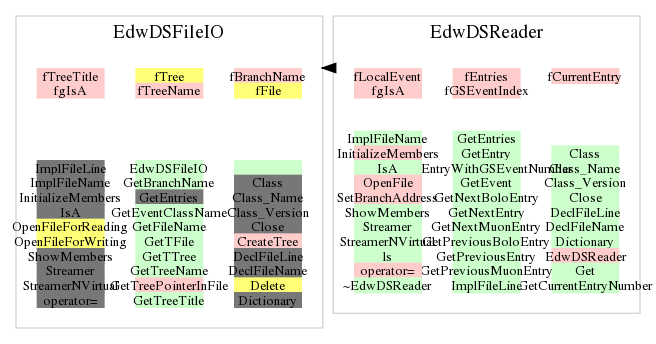 EdwDSFileIO
fTreeTitle fTree fBranchName
fgIsA fTreeName fFile
ImplFileLine EdwDSFileIO
ImplFileName GetBranchName Class
InitializeMembers GetEntries Class_Name
IsA GetEventClassName Class_Version
OpenFileForReading GetFileName Close
OpenFileForWriting GetTFile CreateTree
ShowMembers GetTTree DeclFileLine
Streamer GetTreeName DeclFileName
StreamerNVirtual GetTreePointerInFile Delete
operator= GetTreeTitle Dictionary
EdwDSReader
fLocalEvent fEntries fCurrentEntry
fgIsA fGSEventIndex
ImplFileName GetEntries
InitializeMembers GetEntry Class
IsA EntryWithGSEventNumber Class_Name
OpenFile GetEvent Class_Version
SetBranchAddress GetNextBoloEntry Close
ShowMembers GetNextEntry DeclFileLine
Streamer GetNextMuonEntry DeclFileName
StreamerNVirtual GetPreviousBoloEntry Dictionary
ls GetPreviousEntry EdwDSReader
operator= GetPreviousMuonEntry Get
~EdwDSReader ImplFileLine GetCurrentEntryNumber